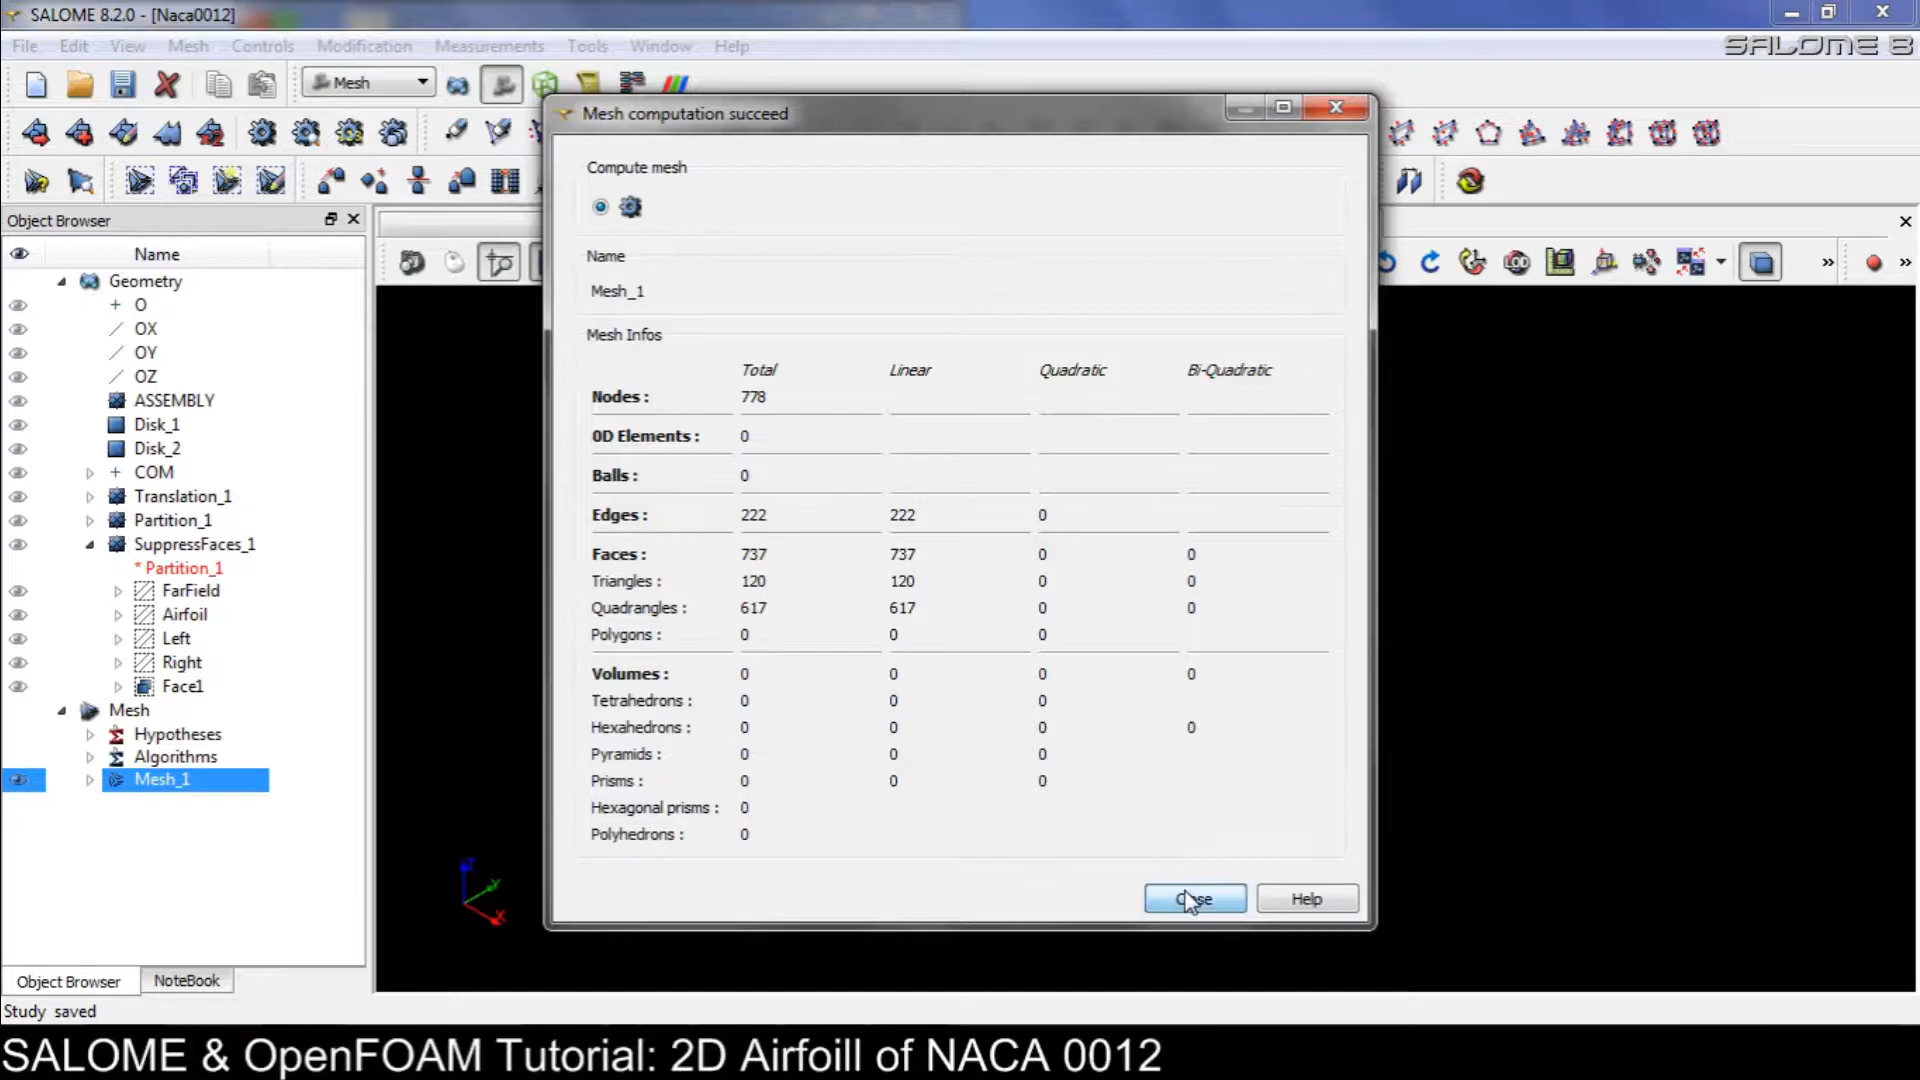 SALOME 8.2.0 - [Naca0012]
File Edit View Mesh Controls Modification Measurements Tools Window Help
SALOME 8
Mesh
Mesh computation succeed
Compute mesh
Name
Mesh_1
Mesh Infos
Total Linear Quadratic Bi-Quadratic
Nodes : 778
0D Elements : 0
Balls : 0
Edges : 222 222 0
Faces : 737 737 0 0
Triangles : 120 120 0 0
Quadrangles : 617 617 0 0
Polygons : 0 0 0
Volumes : 0 0 0 0
Tetrahedrons : 0 0 0
Hexahedrons : 0 0 0 0
Pyramids : 0 0 0
Prisms : 0 0 0
Hexagonal prisms : 0
Polyhedrons : 0
Close Help
Object Browser
Name
Geometry
O
OX
OY
OZ
ASSEMBLY
Disk_1
Disk_2
COM
Translation_1
Partition_1
SuppressFaces_1
* Partition_1
FarField
Airfoil
Left
Right
Face1
Mesh
Hypotheses
Algorithms
Mesh_1
Z
Y
X
Object Browser NoteBook
Study saved
SALOME & OpenFOAM Tutorial: 2D Airfoill of NACA 0012